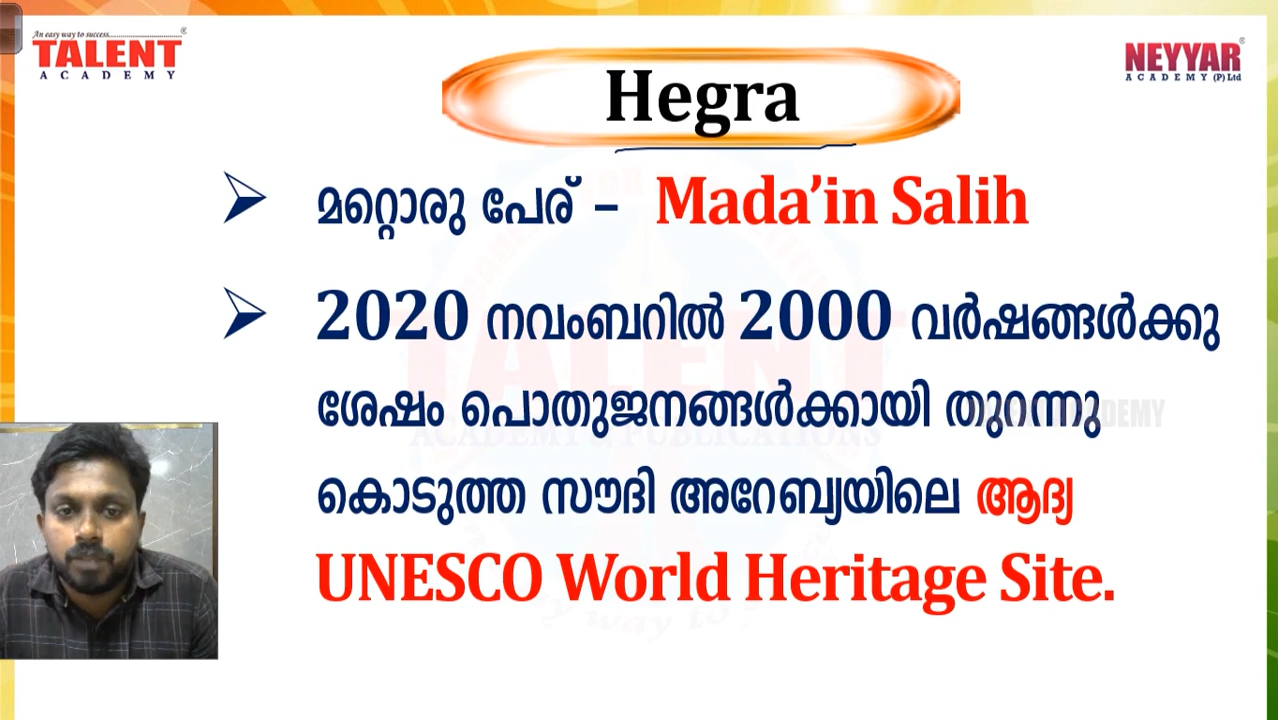 An easy way to success..............................
TALENT
ACADEMY
NEYYAR
ACADEMY (P) Ltd
Hegra
മറ്റൊരു പേര് – Mada’in Salih
2020 നവംബറിൽ 2000 വർഷങ്ങൾക്കു
ശേഷം പൊതുജനങ്ങൾക്കായി തുറന്നു
കൊടുത്ത സൗദി അറേബ്യയിലെ ആദ്യ
UNESCO World Heritage Site.